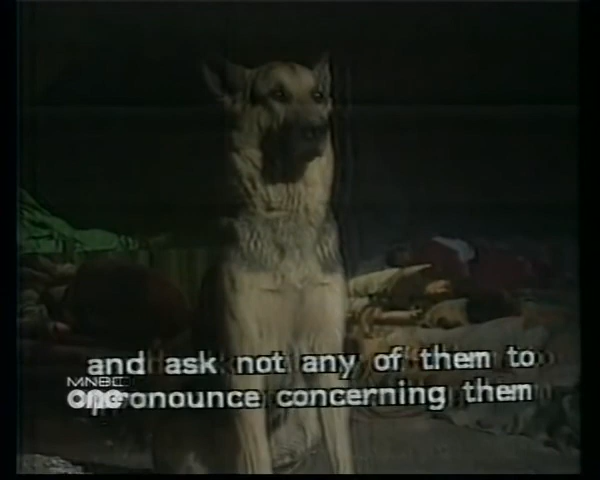 and ask not any of them to
MNBC
one
pronounce concerning them